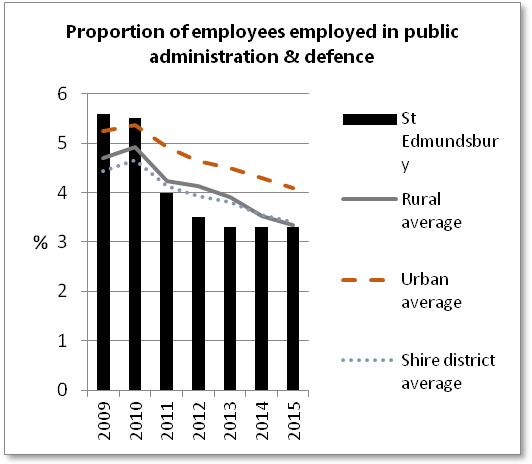 Proportion of employees employed in public
administration & defence
6
5
4
3
2
1
0
%
2009
2010
2011
2012
2013
2014
2015
St
Edmundsbur
y
Rural
average
Urban
average
Shire district
average